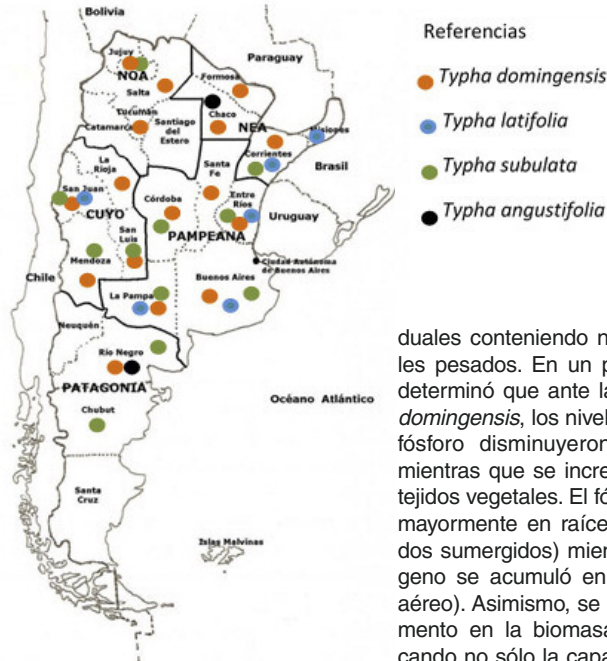 Bolivia
Paraguay
Jujuy
NOA
Salta
Formosa
Tucumán
Catamarca
Santiago
del
Estero
Chaco
NEA
Misiones
Corrientes
Brasil
La
Rioja
Santa
Fe
San Juan
CUYO
Córdoba
Entre
Ríos
Uruguay
San
Luis
PAMPEANA
Mendoza
Ciudad Autónoma
de Buenos Aires
Chile
Buenos Aires
La Pampa
Neuquén
Río Negro
PATAGONIA
Océano Atlántico
Chubut
Santa
Cruz
Islas Malvinas
Referencias
Typha domingensis
Typha latifolia
Typha subulata
Typha angustifolia
duales conteniendo n
les pesados. En un p
determinó que ante la
domingensis, los nivel
fósforo disminuyeron
mientras que se incre
tejidos vegetales. El fó
mayormente en raíce
dos sumergidos) mien
geno se acumuló en
aéreo). Asimismo, se
mento en la biomasa
cando no sólo la capa